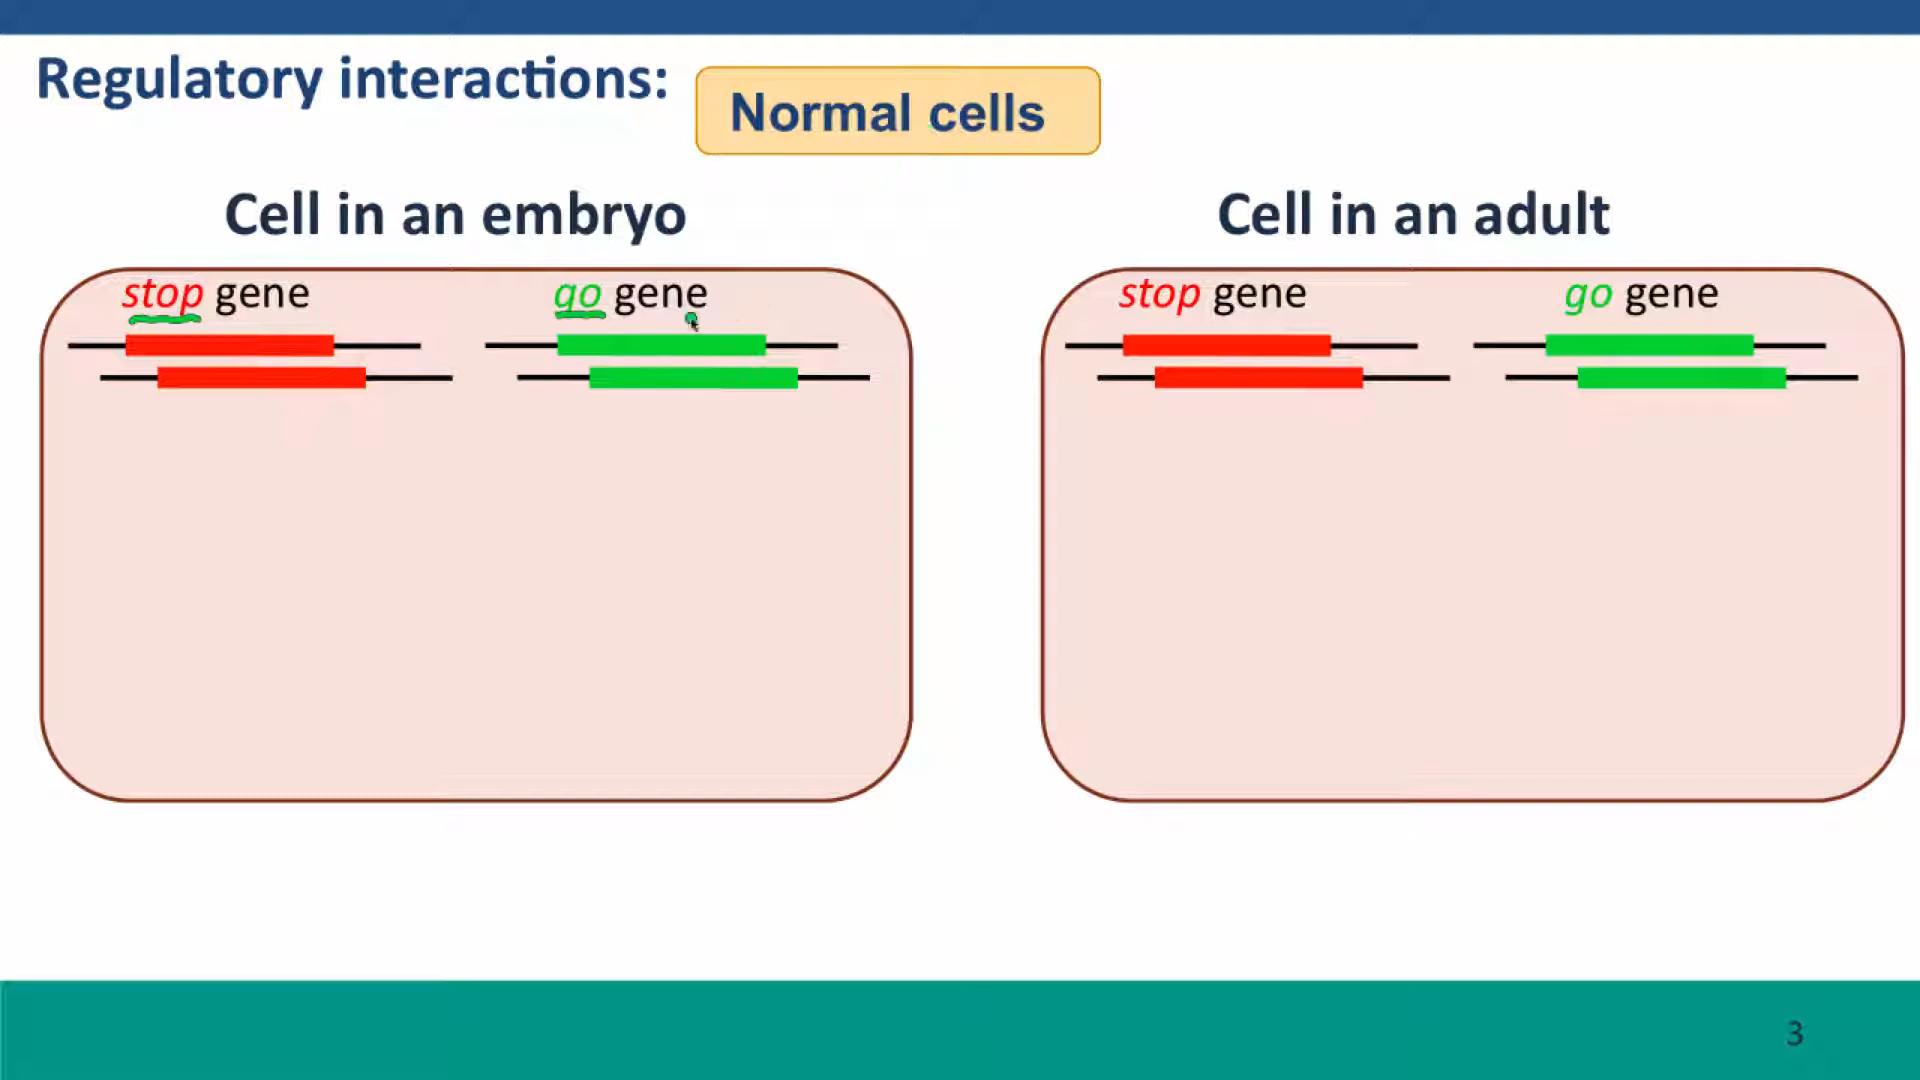 Regulatory interactions:
Normal cells
Cell in an embryo
Cell in an adult
stop gene
go gene
stop gene
go gene
3